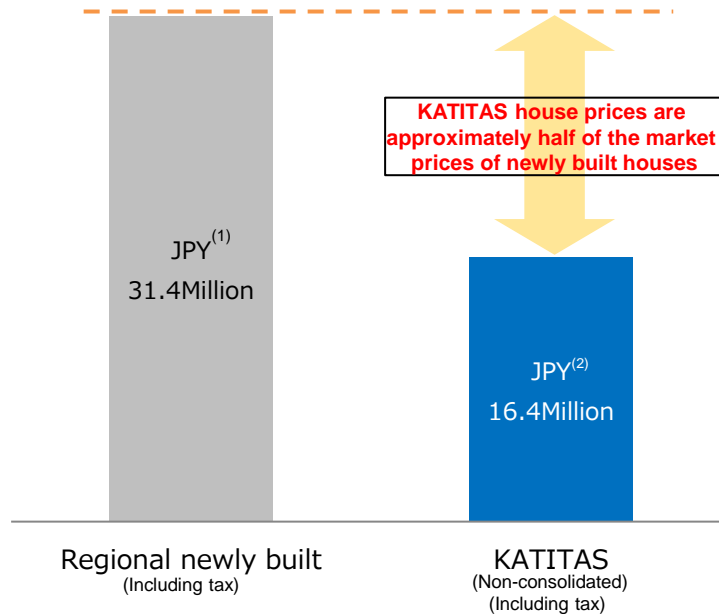 KATITAS house prices are
approximately half of the market
prices of newly built houses
JPY(1)
31.4Million
JPY(2)
16.4Million
Regional newly built
(Including tax)
KATITAS
(Non-consolidated)
(Including tax)